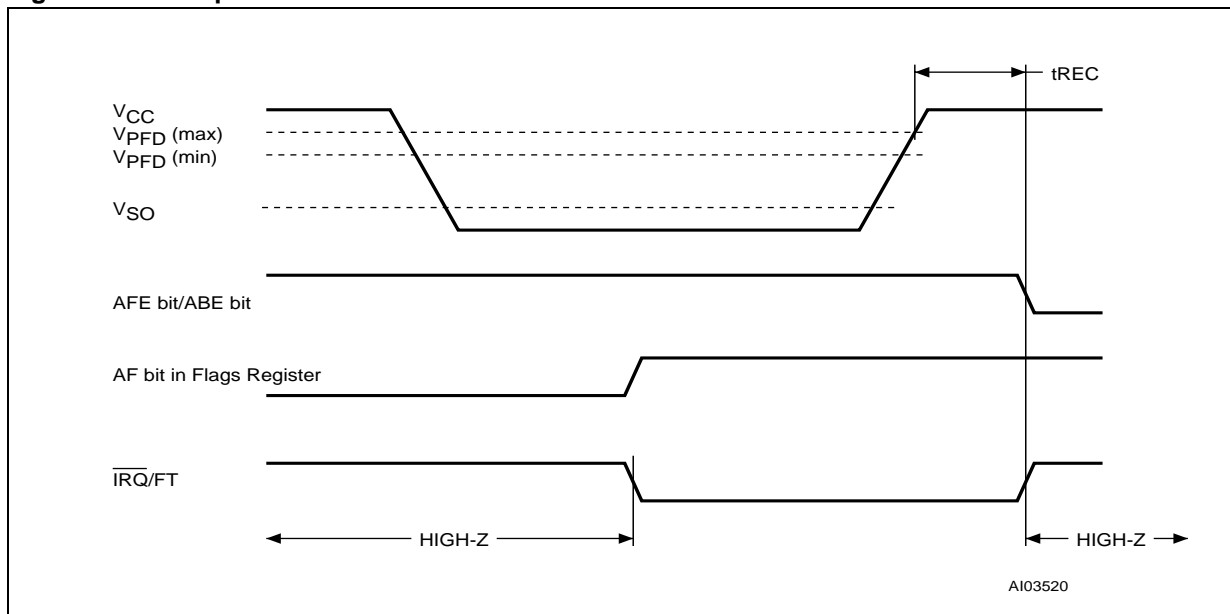 tREC
VCC
VPFD (max)
VPFD (min)
VSO
AFE bit/ABE bit
AF bit in Flags Register
IRQ/FT
HIGH-Z
HIGH-Z
AI03520